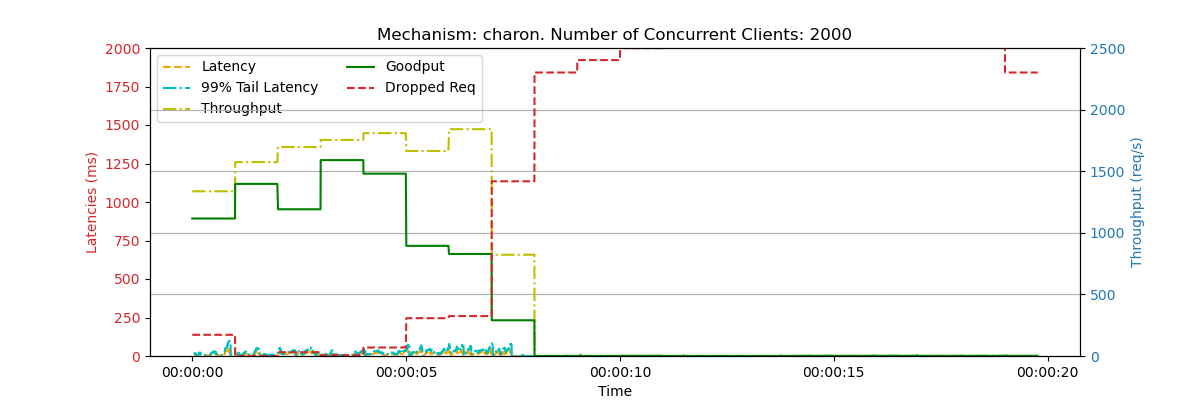 Mechanism: charon. Number of Concurrent Clients: 2000
2000
1750
1500
1250
1000
750
500
250
0
Latencies (ms)
Latency
99% Tail Latency
Throughput
Goodput
Dropped Req
2500
2000
1500
1000
500
0
Throughput (req/s)
00:00:00
00:00:05
00:00:10
00:00:15
00:00:20
Time